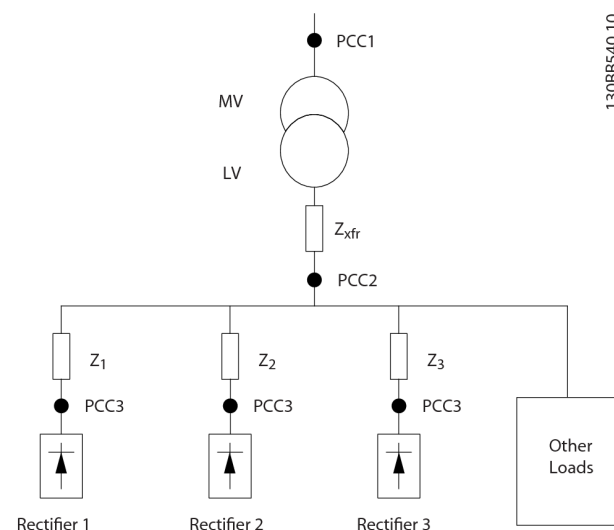 PCC1
130BB540.10
MV
LV
Zxfr
PCC2
Z1
Z2
Z3
PCC3
PCC3
PCC3
Other
Loads
Rectifier 1
Rectifier 2
Rectifier 3